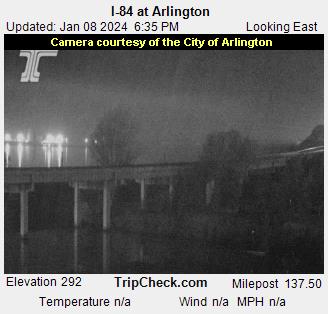 I-84 at Arlington
Updated: Jan 08 2024 6:35 PM Looking East
Camera courtesy of the City of Arlington
Elevation 292 TripCheck.com Milepost 137.50
Temperature n/a Wind n/a MPH n/a